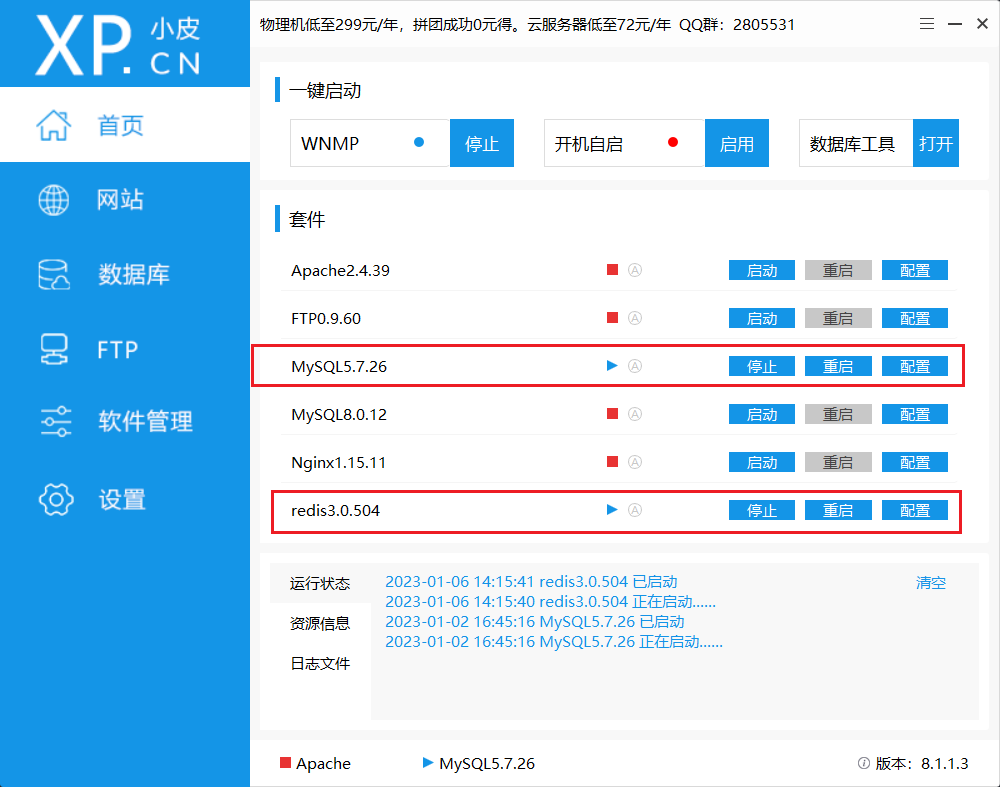 XP. 小皮 CN
物理机低至299元/年，拼团成功0元得。云服务器低至72元/年 QQ群：2805531
首页
网站
数据库
FTP
软件管理
设置
一键启动
WNMP 停止 开机自启 启用 数据库工具 打开
套件
Apache2.4.39 A 启动 重启 配置
FTP0.9.60 A 启动 重启 配置
MySQL5.7.26 A 停止 重启 配置
MySQL8.0.12 A 启动 重启 配置
Nginx1.15.11 A 启动 重启 配置
redis3.0.504 A 停止 重启 配置
运行状态
资源信息
日志文件
2023-01-06 14:15:41 redis3.0.504 已启动
2023-01-06 14:15:40 redis3.0.504 正在启动......
2023-01-02 16:45:16 MySQL5.7.26 已启动
2023-01-02 16:45:16 MySQL5.7.26 正在启动......
清空
Apache MySQL5.7.26 版本：8.1.1.3